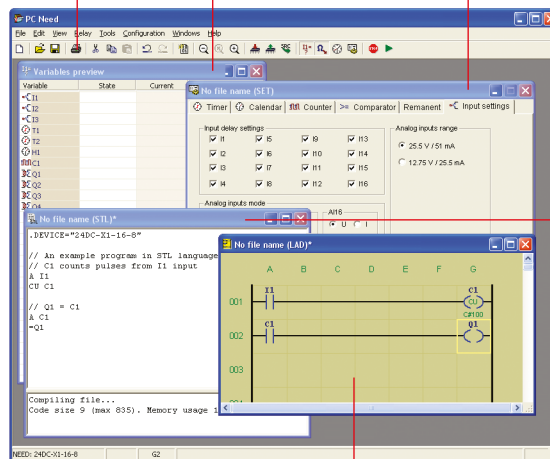 PC Need
File Edit View Relay Tools Configuration Windows Help
Variables preview
Variable State Current
I1
I2
I3
T1
T2
H1
C1
Q1
Q2
Q3
Q4
No file name (SET)
Timer Calendar Counter Comparator Remanent Input settings
Input delay settings
I1 I5 I9 I13
I2 I6 I10 I14
I3 I7 I11 I15
I4 I8 I12 I16
Analog inputs range
25.5 V / 51 mA
12.75 V / 25.5 mA
Analog inputs mode
AI16
U I
No file name (STL)*
.DEVICE="24DC-X1-16-8"
// An example program in STL language
// C1 counts pulses from I1 input
A I1
CU C1
// Q1 = C1
A C1
=Q1
Compiling file...
Code size 9 (max 835). Memory usage 1
No file name (LAD)*
A B C D E F G
I1 C1
001 CU
C#100
C1 Q1
002
003
NEED: 24DC-X1-16-8 G2